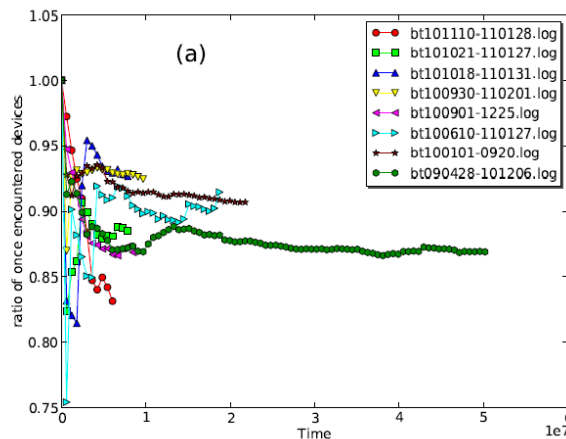 1.05
1.00
0.95
0.90
0.85
0.80
0.75
ratio of once encountered devices
(a)
bt101110-110128.log
bt101021-110127.log
bt101018-110131.log
bt100930-110201.log
bt100901-1225.log
bt100610-110127.log
bt100101-0920.log
bt090428-101206.log
0 1 2 3 4 5 6
1e7
Time